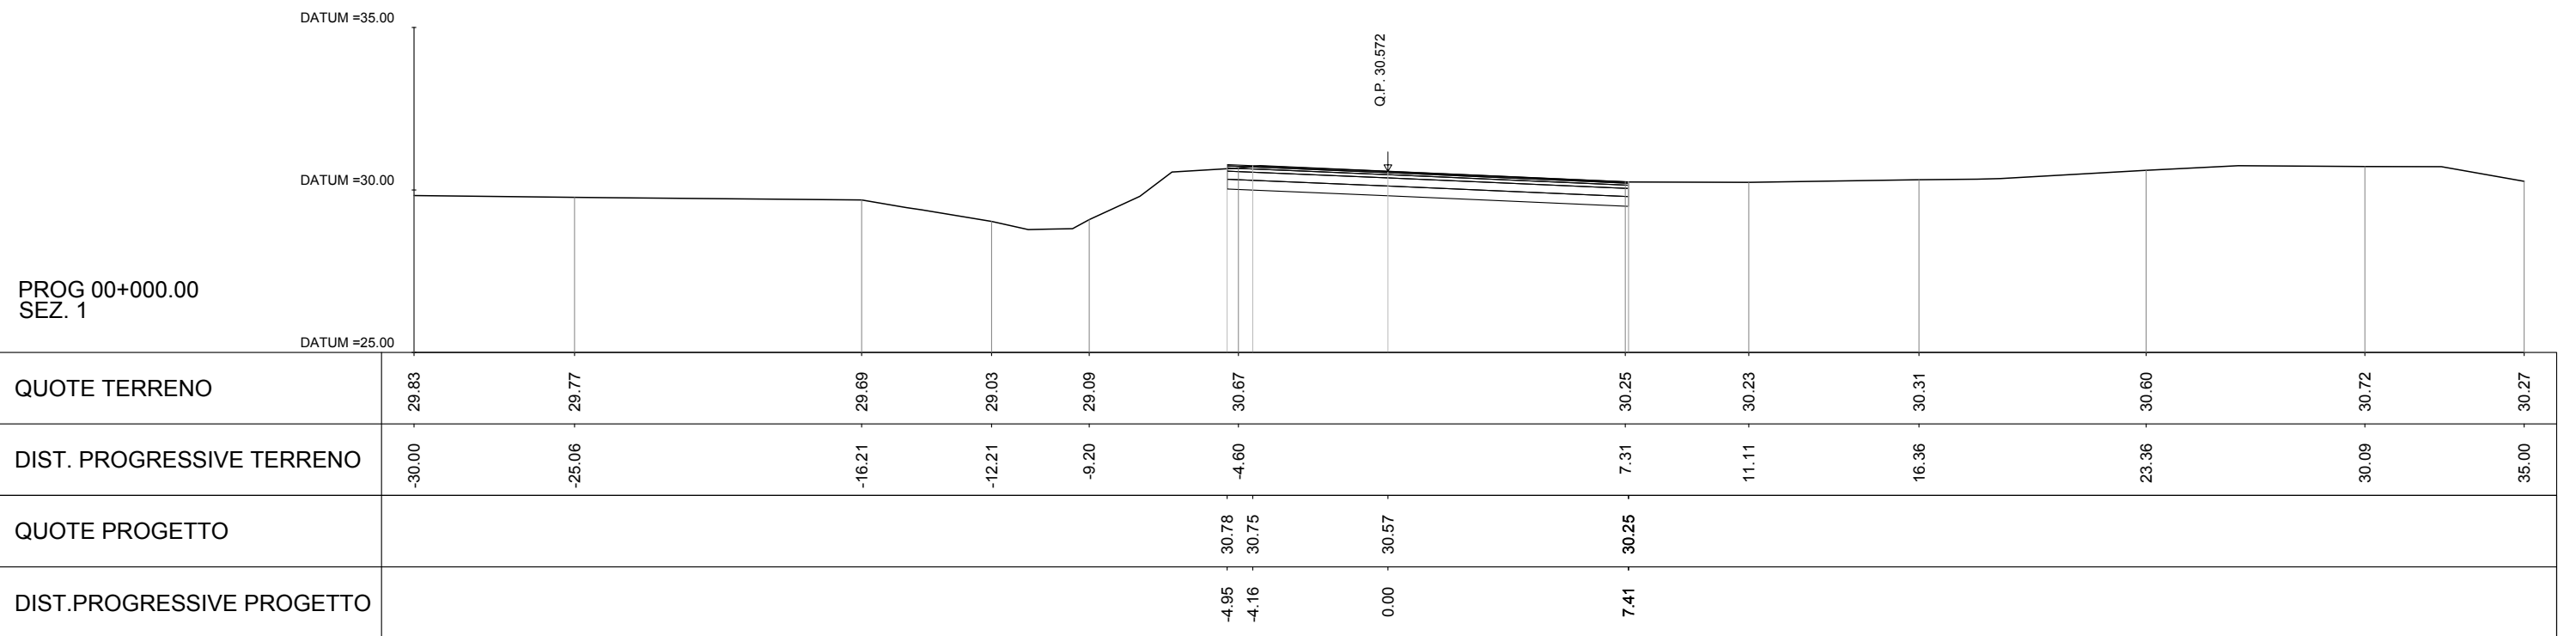 DATUM =35.00
Q.P. 30.572
DATUM =30.00
PROG 00+000.00
SEZ. 1
DATUM =25.00
QUOTE TERRENO 29.83 29.77 29.69 29.03 29.09 30.67 30.25 30.23 30.31 30.60 30.72 30.27
DIST. PROGRESSIVE TERRENO -30.00 -25.06 -16.21 -12.21 -9.20 -4.60 7.31 11.11 16.36 23.36 30.09 35.00
QUOTE PROGETTO 30.78 30.75 30.57 30.25
DIST.PROGRESSIVE PROGETTO -4.95 -4.16 0.00 7.41